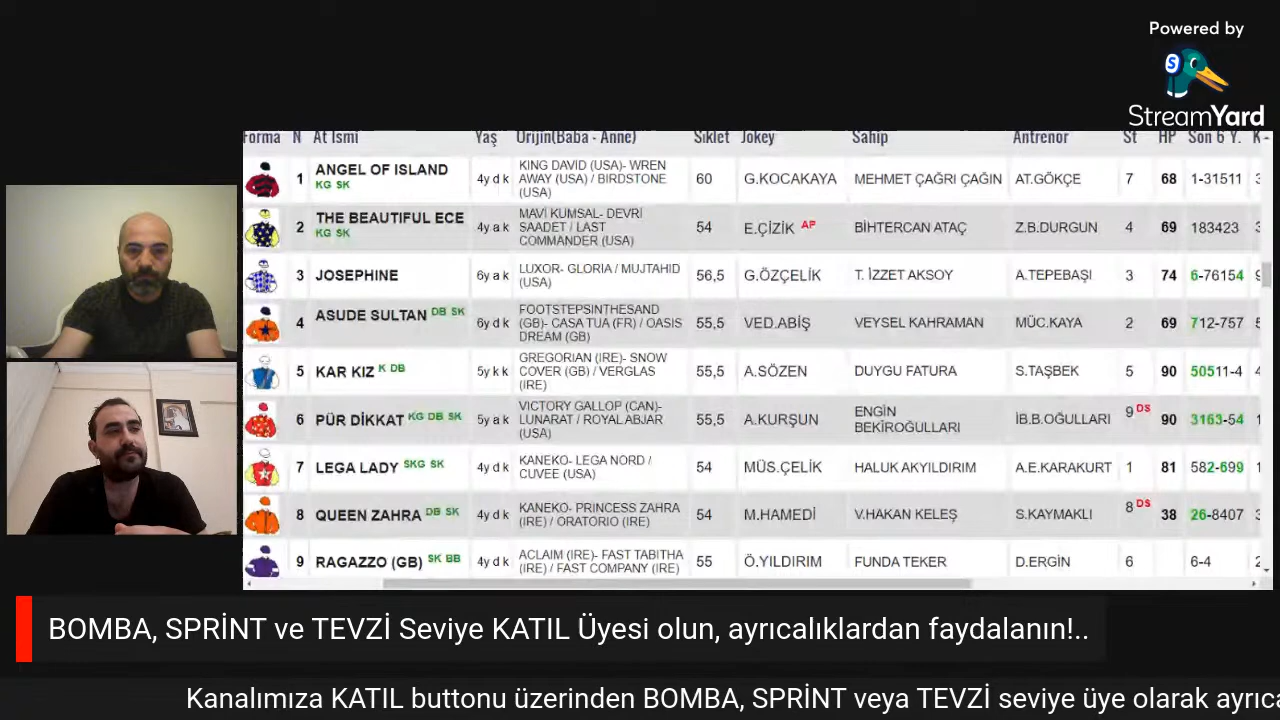 Powered by
StreamYard
Forma N At İsmi Yaş Orijin(Baba - Anne) Sıklet Jokey Sahip Antrenör St HP Son 6 Y. K
1 ANGEL OF ISLAND KG SK 4y d k KING DAVID (USA)- WREN AWAY (USA) / BIRDSTONE (USA) 60 G.KOCAKAYA MEHMET ÇAĞRI ÇAĞIN AT.GÖKÇE 7 68 1-31511
2 THE BEAUTIFUL ECE KG SK 4y a k MAVİ KUMSAL- DEVRİ SAADET / LAST COMMANDER (USA) 54 E.ÇİZİK AP BİHTERCAN ATAÇ Z.B.DURGUN 4 69 183423
3 JOSEPHINE 6y a k LUXOR- GLORIA / MUJTAHID (USA) 56,5 G.ÖZÇELİK T. İZZET AKSOY A.TEPEBAŞI 3 74 6-76154
4 ASUDE SULTAN DB SK 6y d k FOOTSTEPSINTHESAND (GB)- CASA TUA (FR) / OASIS DREAM (GB) 55,5 VED.ABİŞ VEYSEL KAHRAMAN MÜC.KAYA 2 69 712-757
5 KAR KIZ K DB 5y k k GREGORIAN (IRE)- SNOW COVER (GB) / VERGLAS (IRE) 55,5 A.SÖZEN DUYGU FATURA S.TAŞBEK 5 90 50511-4
6 PÜR DİKKAT KG DB SK 5y a k VICTORY GALLOP (CAN)- LUNARAT / ROYAL ABJAR (USA) 55,5 A.KURŞUN ENGİN BEKİROĞULLARI İB.B.OĞULLARI 9 DS 90 3163-54
7 LEGA LADY SKG SK 4y d k KANEKO- LEGA NORD / CUVEE (USA) 54 MÜS.ÇELİK HALUK AKYILDIRIM A.E.KARAKURT 1 81 582-699
8 QUEEN ZAHRA DB SK 4y d k KANEKO- PRINCESS ZAHRA (IRE) / ORATORIO (IRE) 54 M.HAMEDİ V.HAKAN KELEŞ S.KAYMAKLI 8 DS 38 26-8407
9 RAGAZZO (GB) SK BB 4y d k ACLAIM (IRE)- FAST TABITHA (IRE) / FAST COMPANY (IRE) 55 Ö.YILDIRIM FUNDA TEKER D.ERGİN 6 6-4
BOMBA, SPRİNT ve TEVZİ Seviye KATIL Üyesi olun, ayrıcalıklardan faydalanın!..
Kanalımıza KATIL buttonu üzerinden BOMBA, SPRİNT veya TEVZİ seviye üye olarak ayrıca